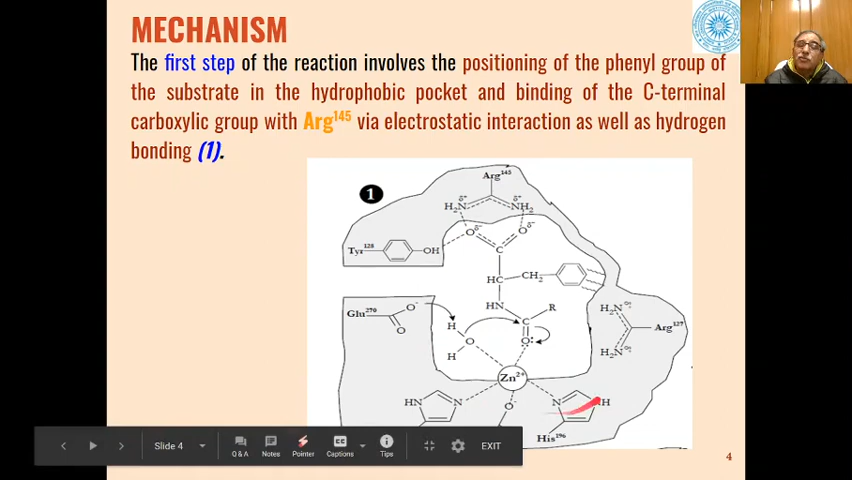 MECHANISM
The first step of the reaction involves the positioning of the phenyl group of
the substrate in the hydrophobic pocket and binding of the C-terminal
carboxylic group with Arg145 via electrostatic interaction as well as hydrogen
bonding (1).
1
Arg145
δ+ δ+
H2N NH2
O δ- O δ-
Tyr128 OH
C
HC CH2
HN R
Glu270 O- H C
O
H O O:
H2N
Arg127
H2N
Zn2+
HN N O- N NH
His196
Slide 4
Q & A Notes Pointer Captions Tips EXIT
4